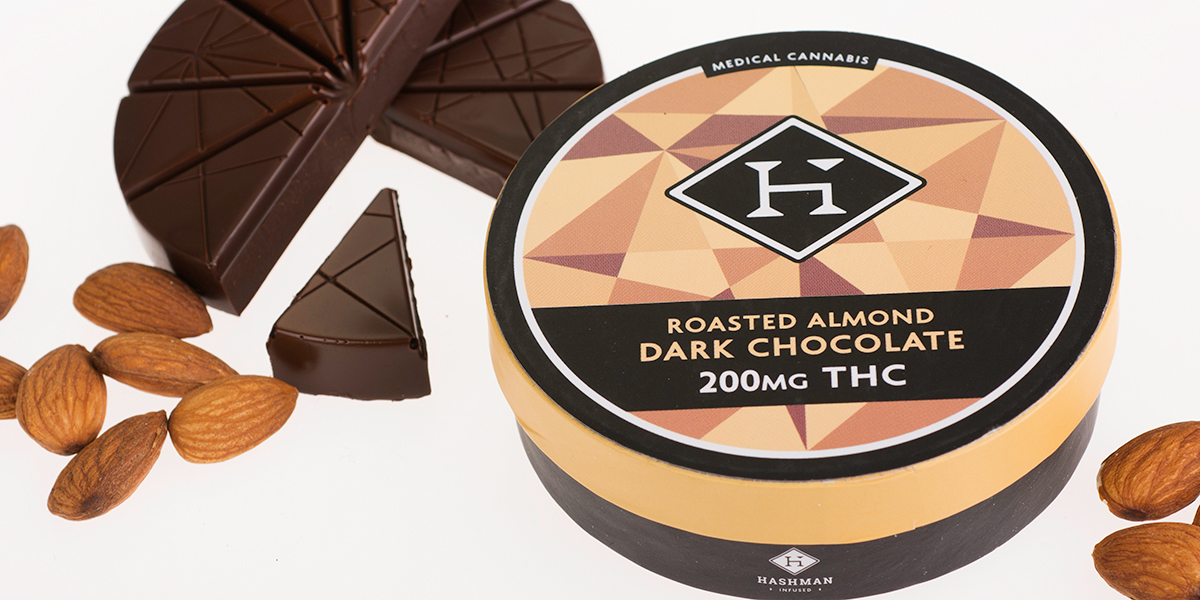 MEDICAL CANNABIS
H
ROASTED ALMOND
DARK CHOCOLATE
200MG THC
H
HASHMAN
• INFUSED •